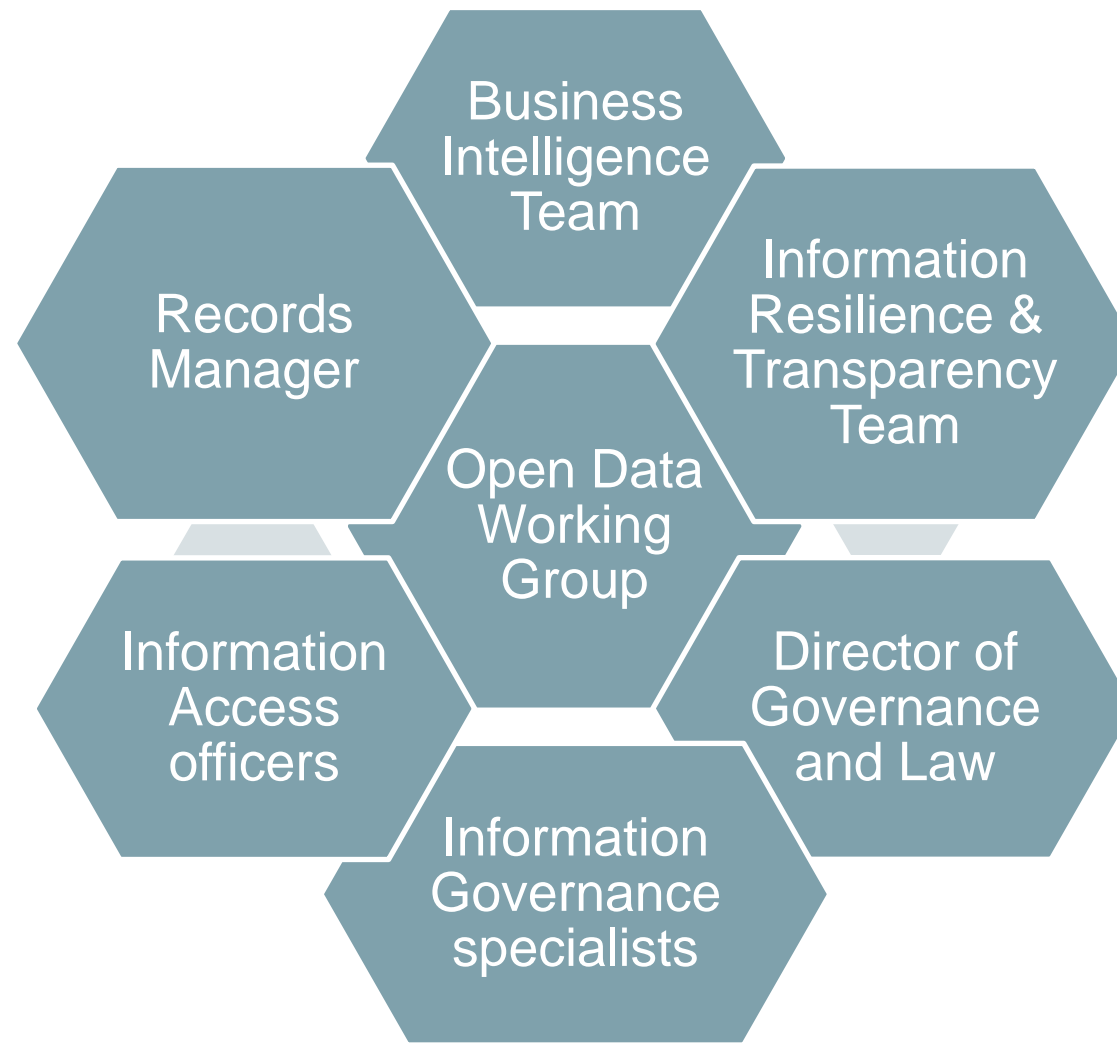 Business
Intelligence
Team
Records
Manager
Information
Resilience &
Transparency
Team
Open Data
Working
Group
Information
Access
officers
Director of
Governance
and Law
Information
Governance
specialists